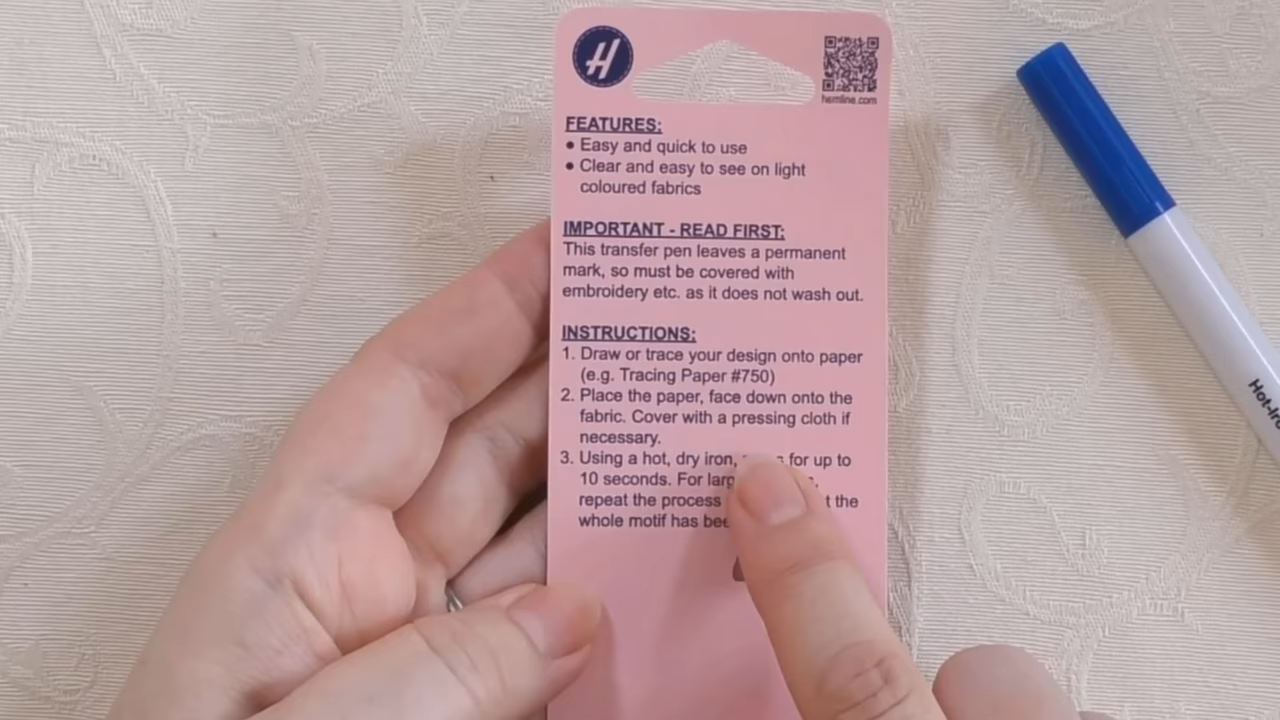 H
hemline.com
FEATURES:
• Easy and quick to use
• Clear and easy to see on light
coloured fabrics
IMPORTANT - READ FIRST:
This transfer pen leaves a permanent
mark, so must be covered with
embroidery etc. as it does not wash out.
INSTRUCTIONS:
1. Draw or trace your design onto paper
(e.g. Tracing Paper #750)
2. Place the paper, face down onto the
fabric. Cover with a pressing cloth if
necessary.
3. Using a hot, dry iron, for up to
10 seconds. For
repeat the process the
whole motif has